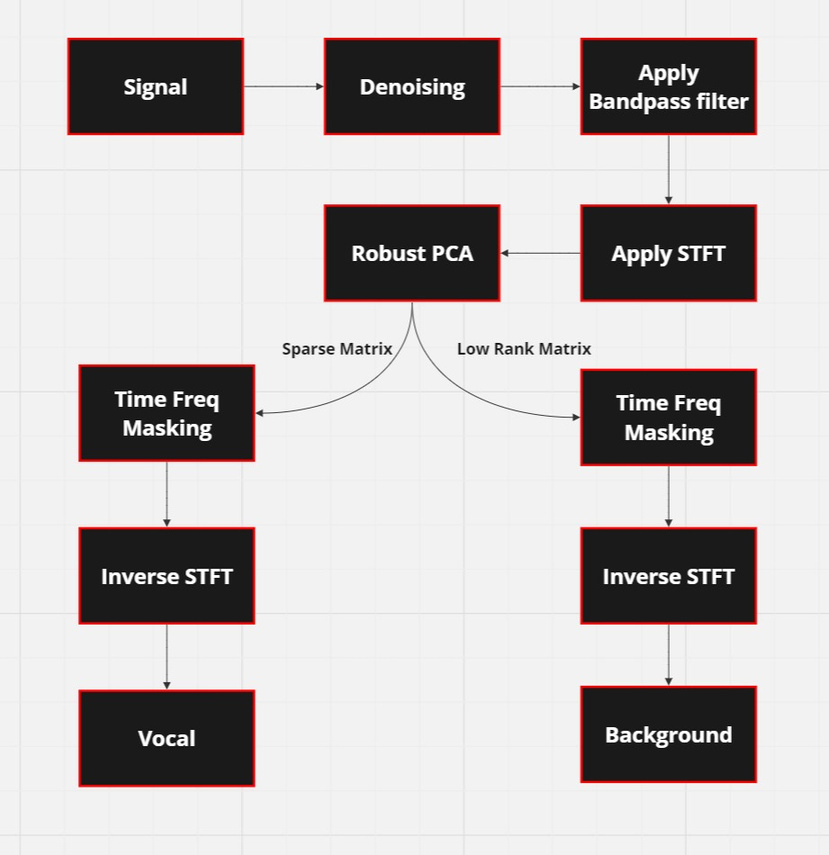 Signal
Denoising
Apply
Bandpass filter
Robust PCA
Apply STFT
Sparse Matrix
Low Rank Matrix
Time Freq
Masking
Time Freq
Masking
Inverse STFT
Inverse STFT
Vocal
Background